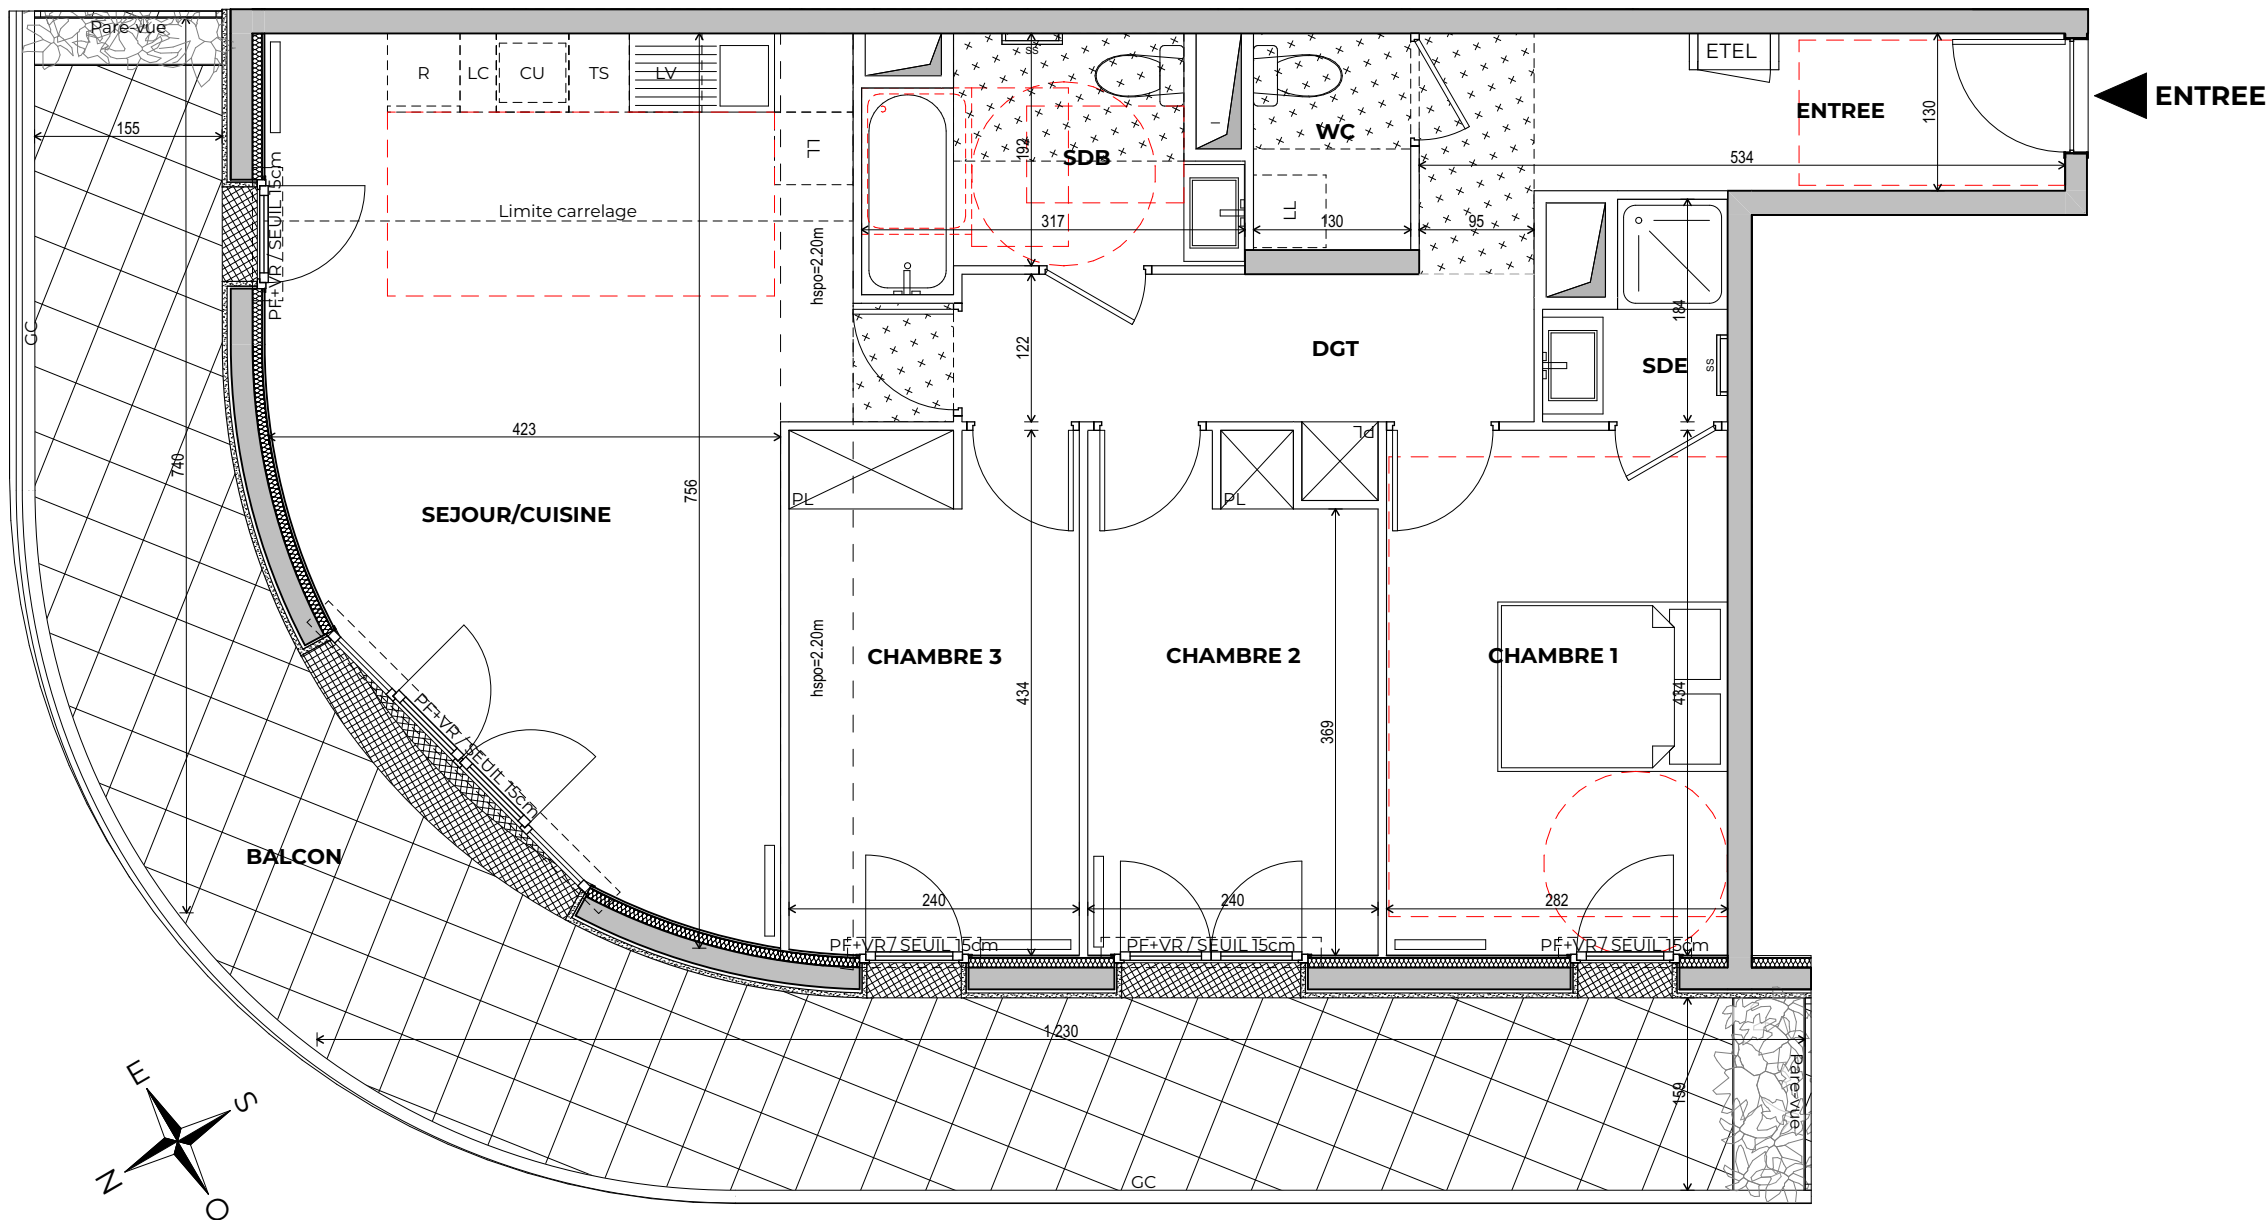 Pare-vue
R
LC
CU
TS
LV
SS
ETEL
ENTREE
ENTREE
130
155
192
SDB
WC
534
LL
PF+VR / SEUIL 15cm
Limite carrelage
LL
317
130
95
hspo=2.20m
184
GC
122
DGT
SDE
SS
423
PL
740
756
PL
PL
SEJOUR/CUISINE
hspo=2.20m
CHAMBRE 3
CHAMBRE 2
CHAMBRE 1
434
434
369
PF+VR / SEUIL 15cm
BALCON
240
240
282
PF+VR / SEUIL 15cm
PF+VR / SEUIL 15cm
PF+VR / SEUIL 15cm
1 230
159
Pare-vue
E
S
N
O
GC